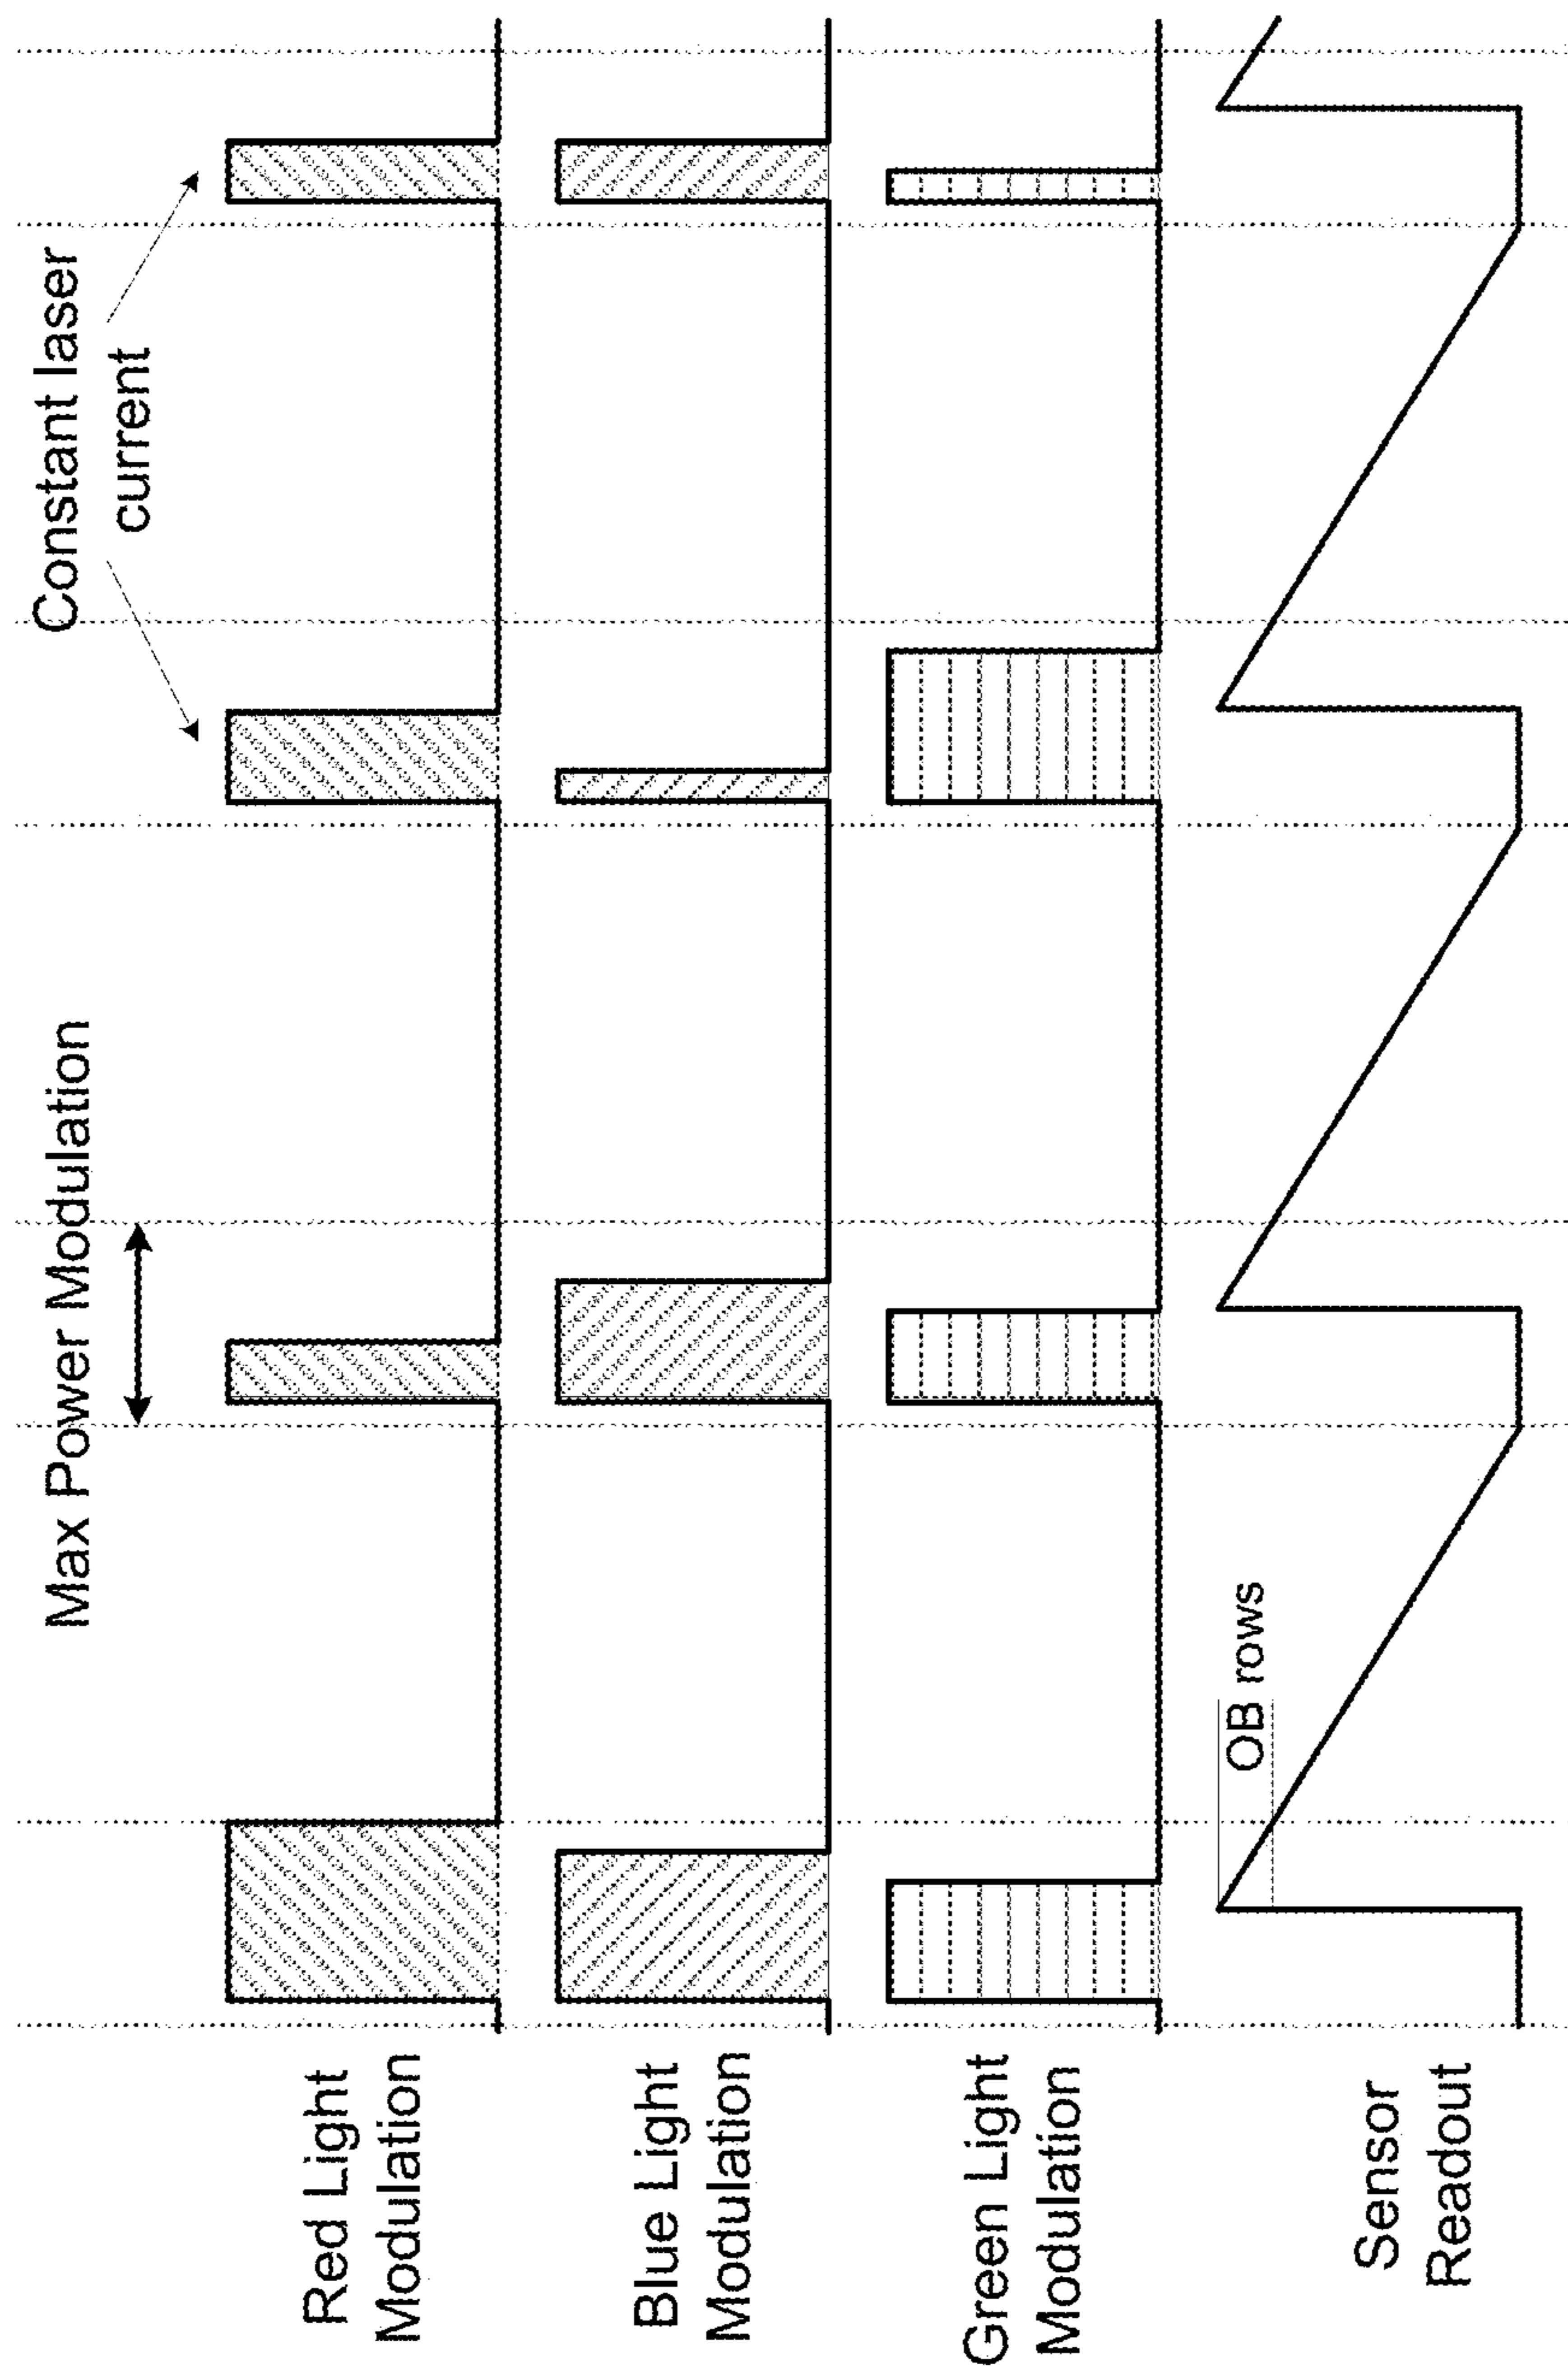 Max Power Modulation
Constant laser
current
Red Light
Modulation
Blue Light
Modulation
Green Light
Modulation
OB rows
Sensor
Readout